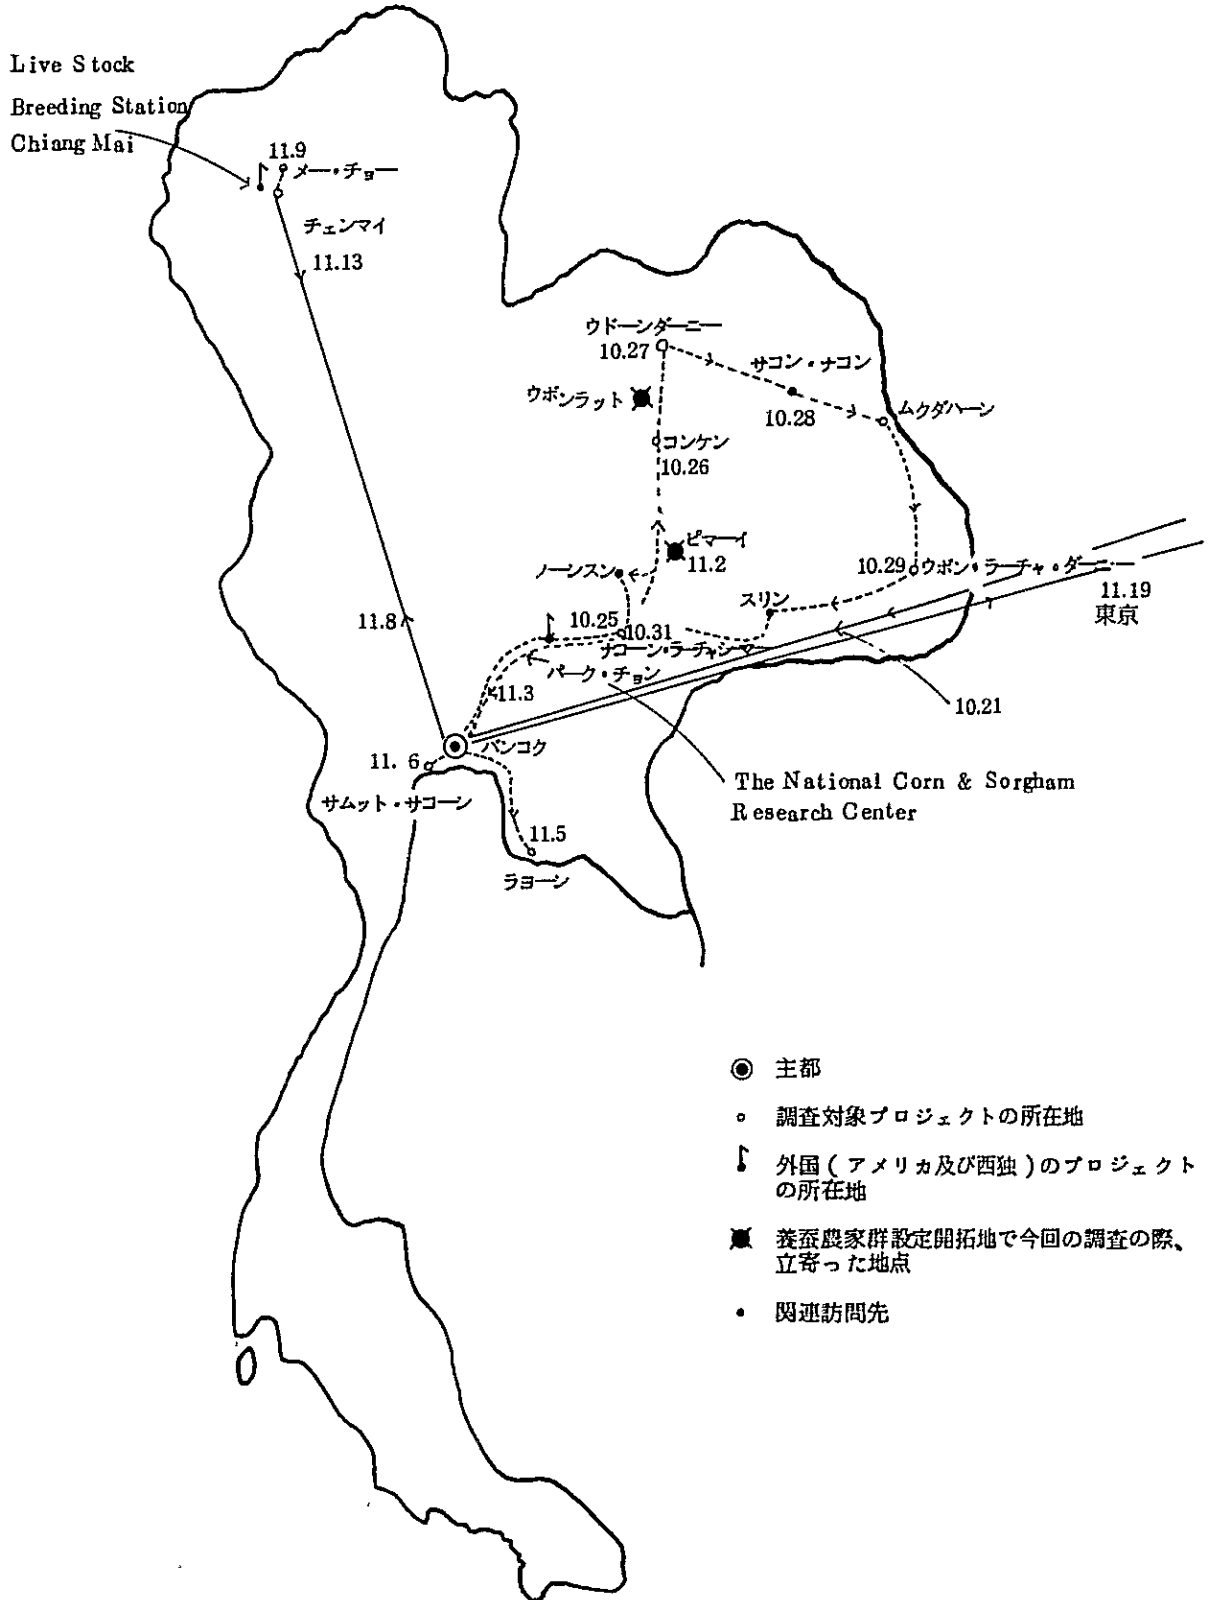 Live Stock
Breeding Station
Chiang Mai
11.9
メー・チョー
チェンマイ
11.13
ウドーンダーニー
10.27
サコン・ナコン
ウボンラット
10.28
ムクダハーン
コンケン
10.26
ピマーイ
11.2
ノーンスン
10.29
ウボン・ラーチャ・ダーニー
11.19
東京
スリン
11.8
10.25
10.31
ナコーン・ラーチャシーマー
パーク・チョン
11.3
10.21
バンコク
11. 6
The National Corn & Sorgham
Research Center
サムット・サコーン
11.5
ラヨーン
主都
調査対象プロジェクトの所在地
外国(アメリカ及び西独)のプロジェクト
の所在地
養蚕農家群設定開拓地で今回の調査の際、
立寄った地点
関連訪問先